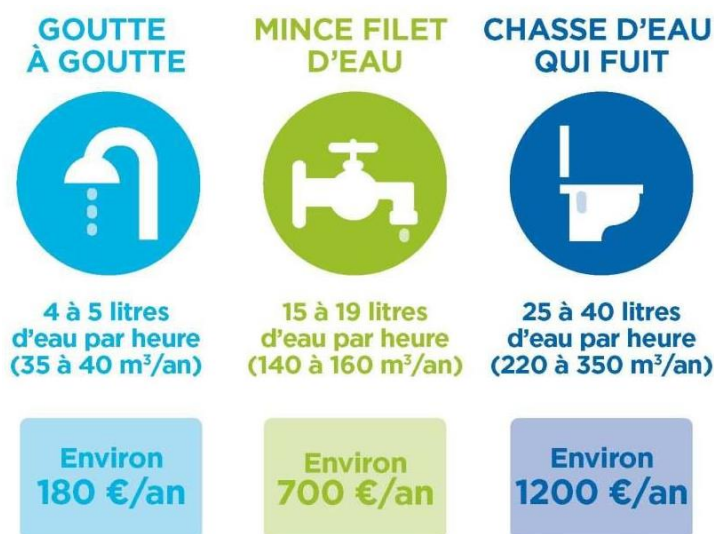 GOUTTE
À GOUTTE
4 à 5 litres
d'eau par heure
(35 à 40 m³/an)
Environ
180 €/an
MINCE FILET
D'EAU
15 à 19 litres
d'eau par heure
(140 à 160 m³/an)
Environ
700 €/an
CHASSE D'EAU
QUI FUIT
25 à 40 litres
d'eau par heure
(220 à 350 m³/an)
Environ
1200 €/an